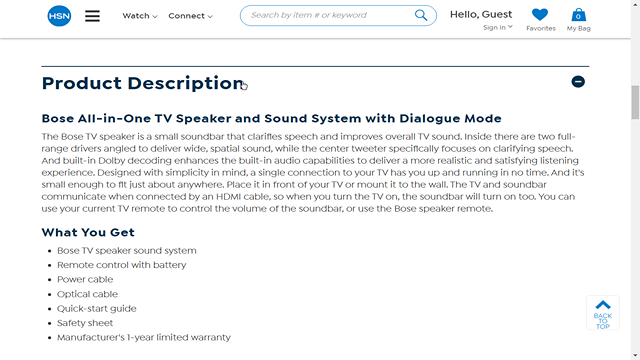 HSN
Watch
Connect
Search by item # or keyword
Hello, Guest
Sign In
Favorites
0
My Bag
Product Description
Bose All-in-One TV Speaker and Sound System with Dialogue Mode
The Bose TV speaker is a small soundbar that clarifies speech and improves overall TV sound. Inside there are two full-
range drivers angled to deliver wide, spatial sound, while the center tweeter specifically focuses on clarifying speech.
And built-in Dolby decoding enhances the built-in audio capabilities to deliver a more realistic and satisfying listening
experience. Designed with simplicity in mind, a single connection to your TV has you up and running in no time. And it's
small enough to fit just about anywhere. Place it in front of your TV or mount it to the wall. The TV and soundbar
communicate when connected by an HDMI cable, so when you turn the TV on, the soundbar will turn on too. You can
use your current TV remote to control the volume of the soundbar, or use the Bose speaker remote.
What You Get
Bose TV speaker sound system
Remote control with battery
Power cable
Optical cable
Quick-start guide
Safety sheet
Manufacturer's 1-year limited warranty
BACK
TO
TOP